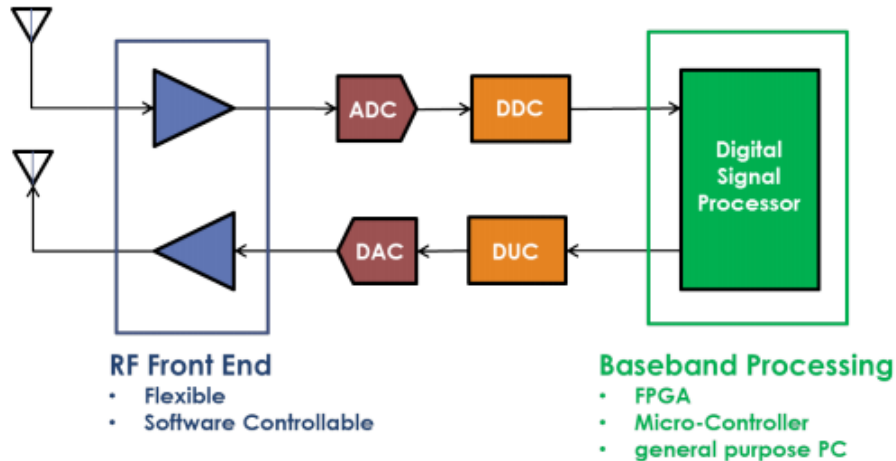 ADC
DDC
Digital
Signal
Processor
DAC
DUC
RF Front End
• Flexible
• Software Controllable
Baseband Processing
• FPGA
• Micro-Controller
• general purpose PC